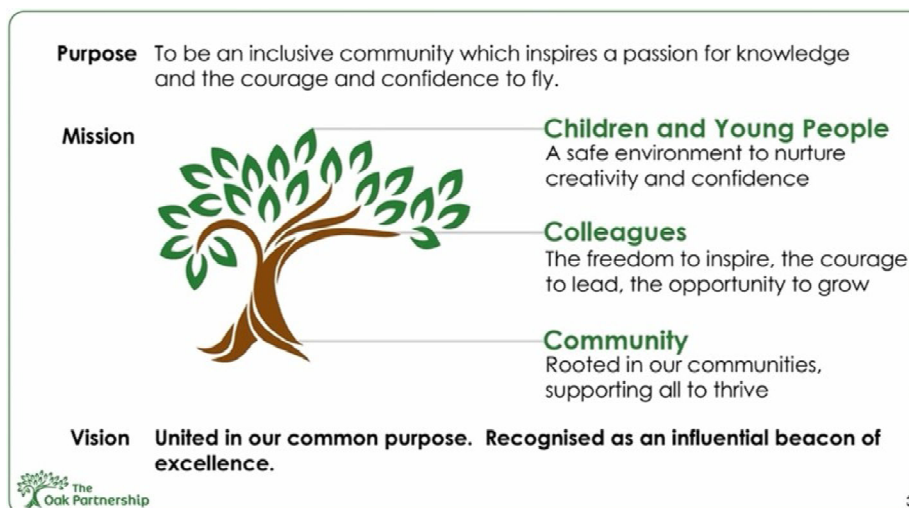 Purpose To be an inclusive community which inspires a passion for knowledge
and the courage and confidence to fly.
Mission
Children and Young People
A safe environment to nurture
creativity and confidence
Colleagues
The freedom to inspire, the courage
to lead, the opportunity to grow
Community
Rooted in our communities,
supporting all to thrive
Vision United in our common purpose. Recognised as an influential beacon of
excellence.
The
Oak Partnership